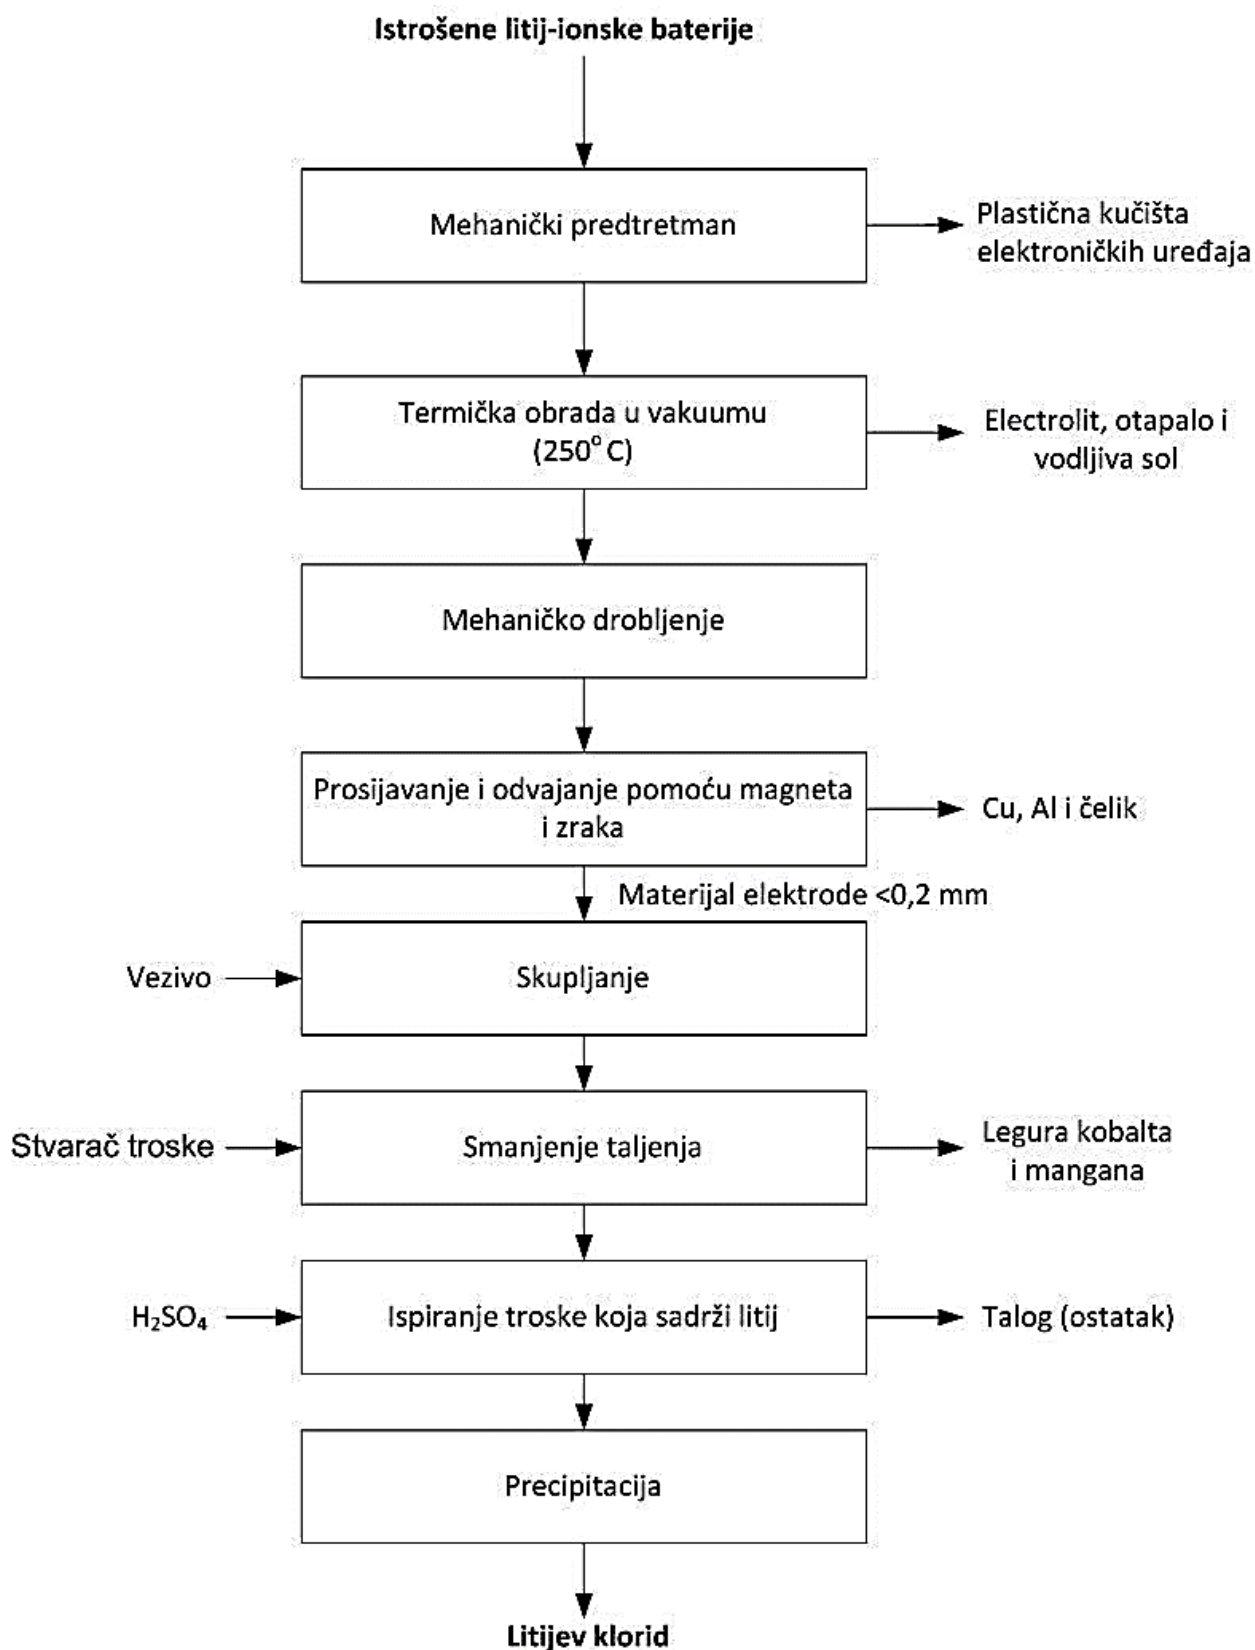 Istrošene litij-ionske baterije
Mehanički predtretman
Plastična kučišta
elektroničkih uređaja
Termička obrada u vakuumu
(250° C)
Electrolit, otapalo i
vodljiva sol
Mehaničko drobljenje
Prosijavanje i odvajanje pomoću magneta
i zraka
Cu, Al i čelik
Materijal elektrode <0,2 mm
Vezivo
Skupljanje
Stvarač troske
Smanjenje taljenja
Legura kobalta
i mangana
H₂SO₄
Ispiranje troske koja sadrži litij
Talog (ostatak)
Precipitacija
Litijev klorid